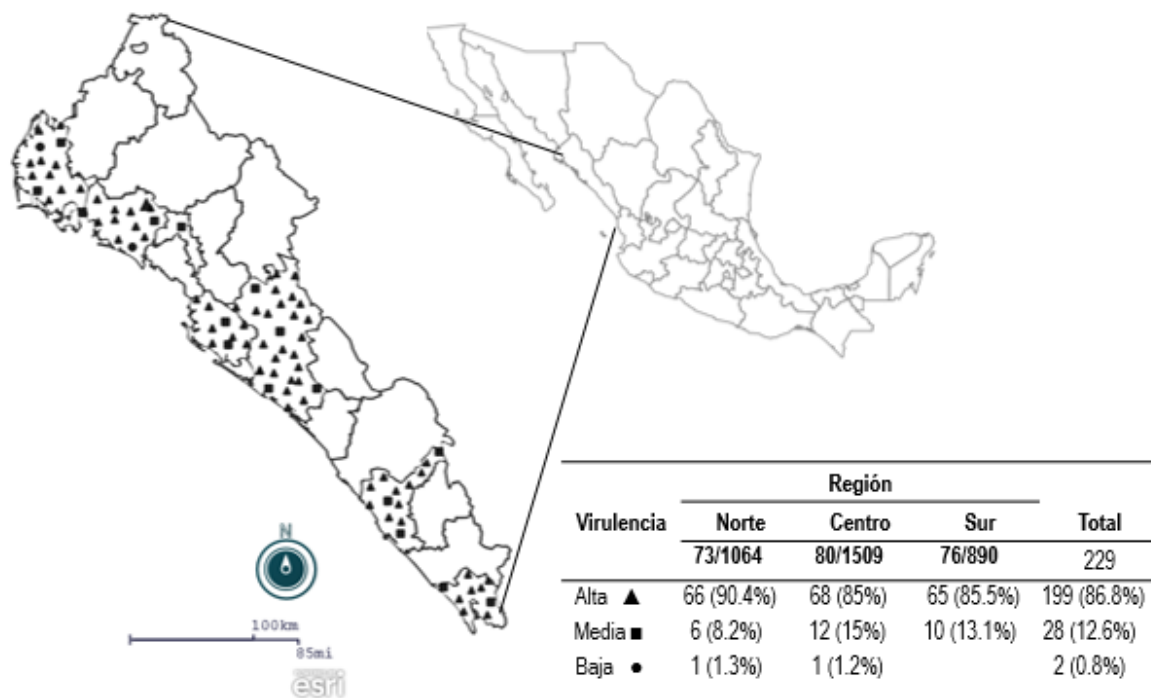 N
100km
85mi
esri
Región
Virulencia Norte Centro Sur Total
73/1064 80/1509 76/890 229
Alta ▲ 66 (90.4%) 68 (85%) 65 (85.5%) 199 (86.8%)
Media ■ 6 (8.2%) 12 (15%) 10 (13.1%) 28 (12.6%)
Baja ● 1 (1.3%) 1 (1.2%) 2 (0.8%)